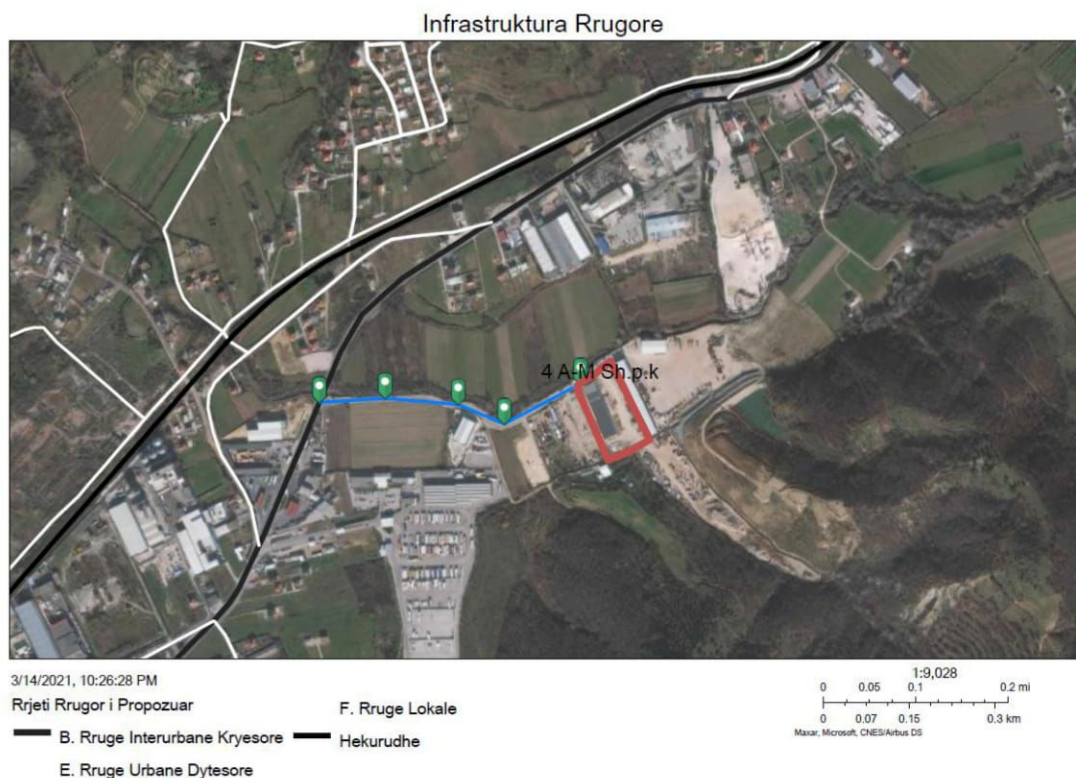 Infrastruktura Rrugore
4 A-M Sh.p.k
3/14/2021, 10:26:28 PM
Rrjeti Rrugor i Propozuar
B. Rruge Interurbane Kryesore
E. Rruge Urbane Dytesore
F. Rruge Lokale
Hekurudhe
1:9,028
0 0.05 0.1 0.2 mi
0 0.07 0.15 0.3 km
Maxar, Microsoft, CNES/Airbus DS